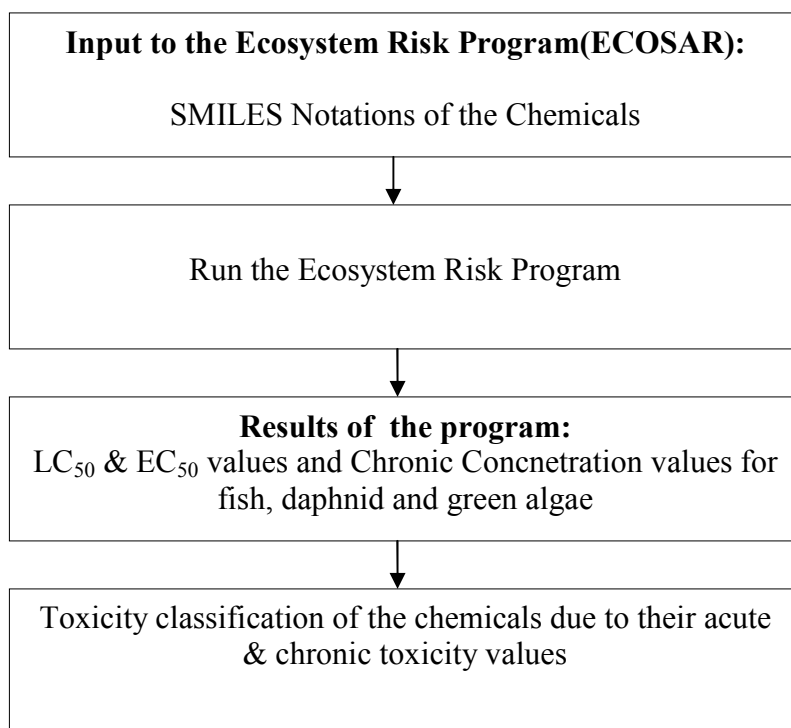 Input to the Ecosystem Risk Program(ECOSAR):
SMILES Notations of the Chemicals
Run the Ecosystem Risk Program
Results of the program:
LC50 & EC50 values and Chronic Concnetration values for
fish, daphnid and green algae
Toxicity classification of the chemicals due to their acute
& chronic toxicity values